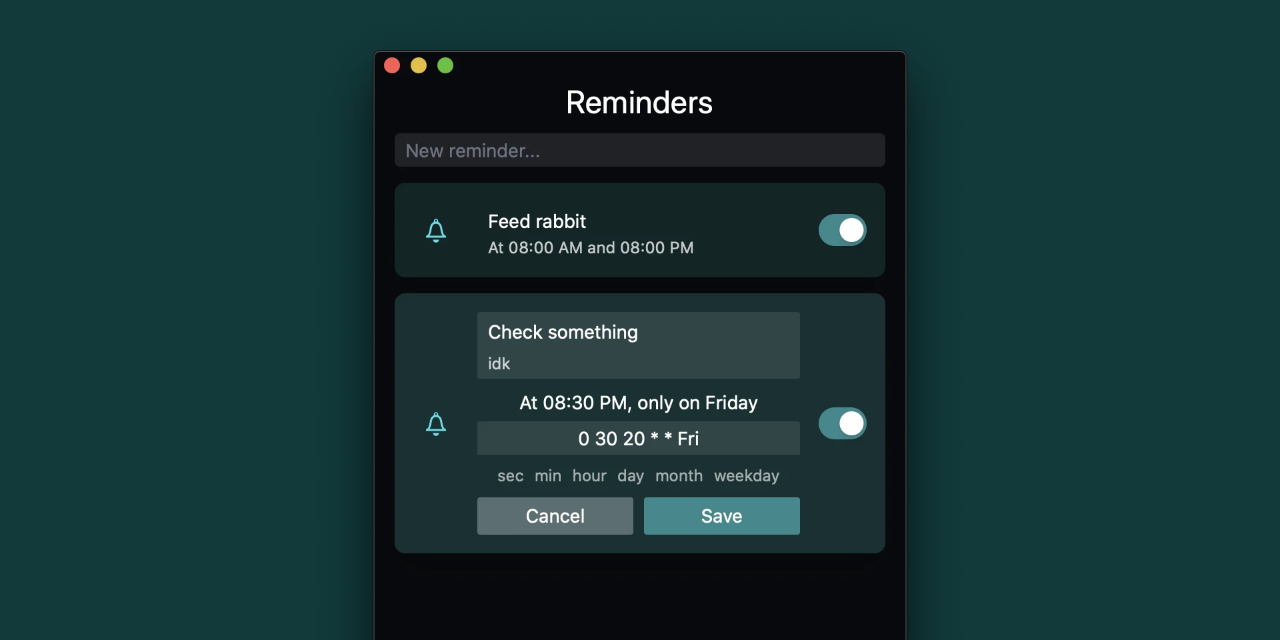 Reminders
New reminder...
Feed rabbit
At 08:00 AM and 08:00 PM
Check something
idk
At 08:30 PM, only on Friday
0 30 20 * * Fri
sec min hour day month weekday
Cancel Save